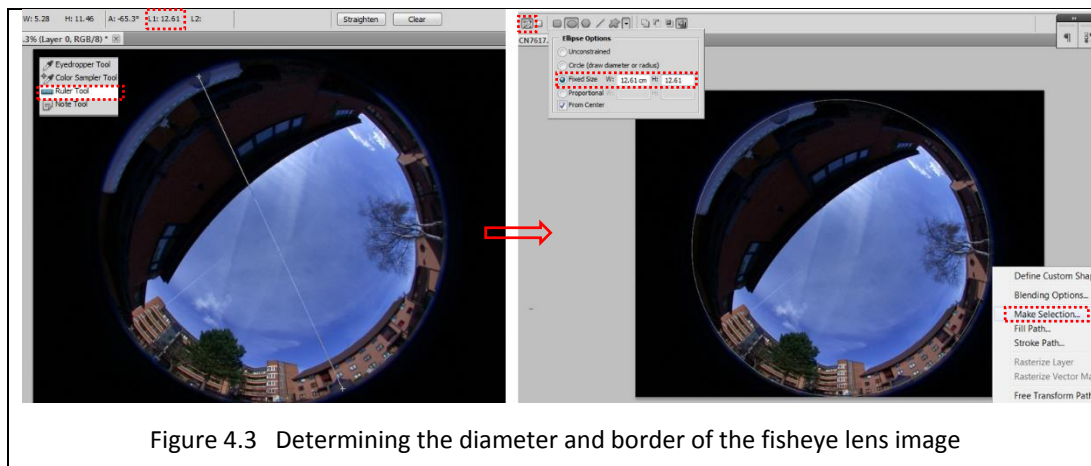 W: 5.28 H: 11.46 A: -65.3° L1: 12.61 L2:
Straighten Clear
.3% (Layer 0, RGB/8) *
Eyedropper Tool
Color Sampler Tool
Ruler Tool
Note Tool
CN7617.
Ellipse Options
Unconstrained
Circle (draw diameter or radius)
Fixed Size W: 12.61 cm H: 12.61
Proportional W: H:
From Center
Define Custom Shap
Blending Options...
Make Selection...
Fill Path...
Stroke Path...
Rasterize Layer
Rasterize Vector Ma
Free Transform Path
Figure 4.3 Determining the diameter and border of the fisheye lens image